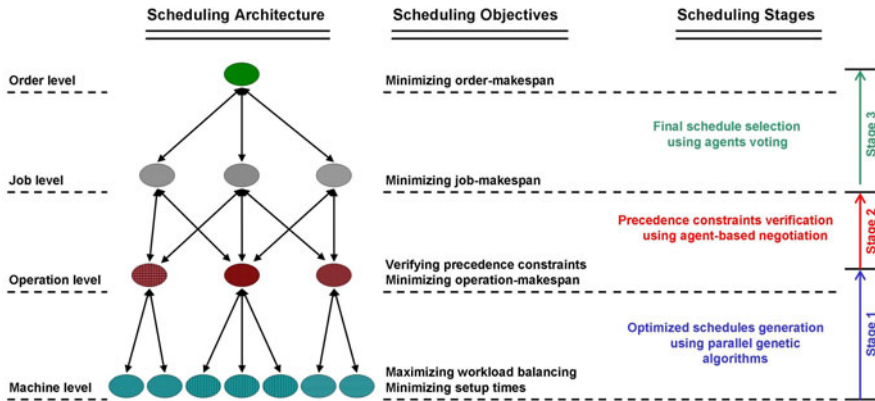 Scheduling Architecture
Scheduling Objectives
Scheduling Stages
Order level
Minimizing order-makespan
Final schedule selection
using agents voting
Stage 3
Job level
Minimizing job-makespan
Precedence constraints verification
using agent-based negotiation
Stage 2
Operation level
Verifying precedence constraints
Minimizing operation-makespan
Optimized schedules generation
using parallel genetic
algorithms
Stage 1
Machine level
Maximizing workload balancing
Minimizing setup times